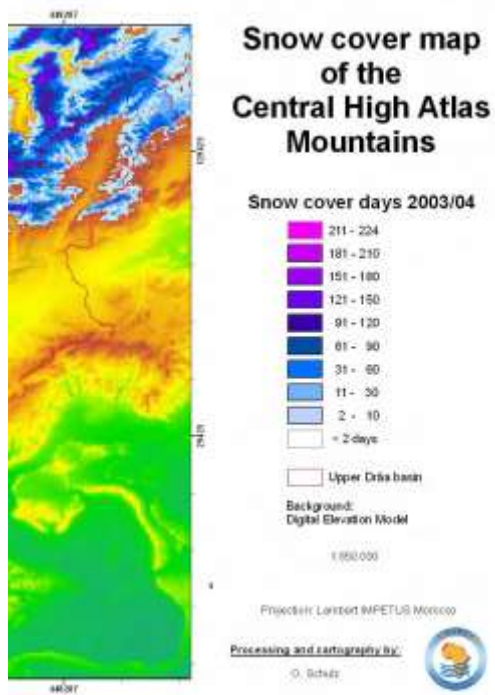 Snow cover map
of the
Central High Atlas
Mountains
Snow cover days 2003/04
211 - 224
181 - 210
151 - 180
121 - 150
91 - 120
61 - 90
31 - 60
11 - 30
2 - 10
< 2 days
Upper Drâa basin
Background:
Digital Elevation Model
Projection: Lambert IMPETUS Morocco
Processing and cartography by:
O. Schulz